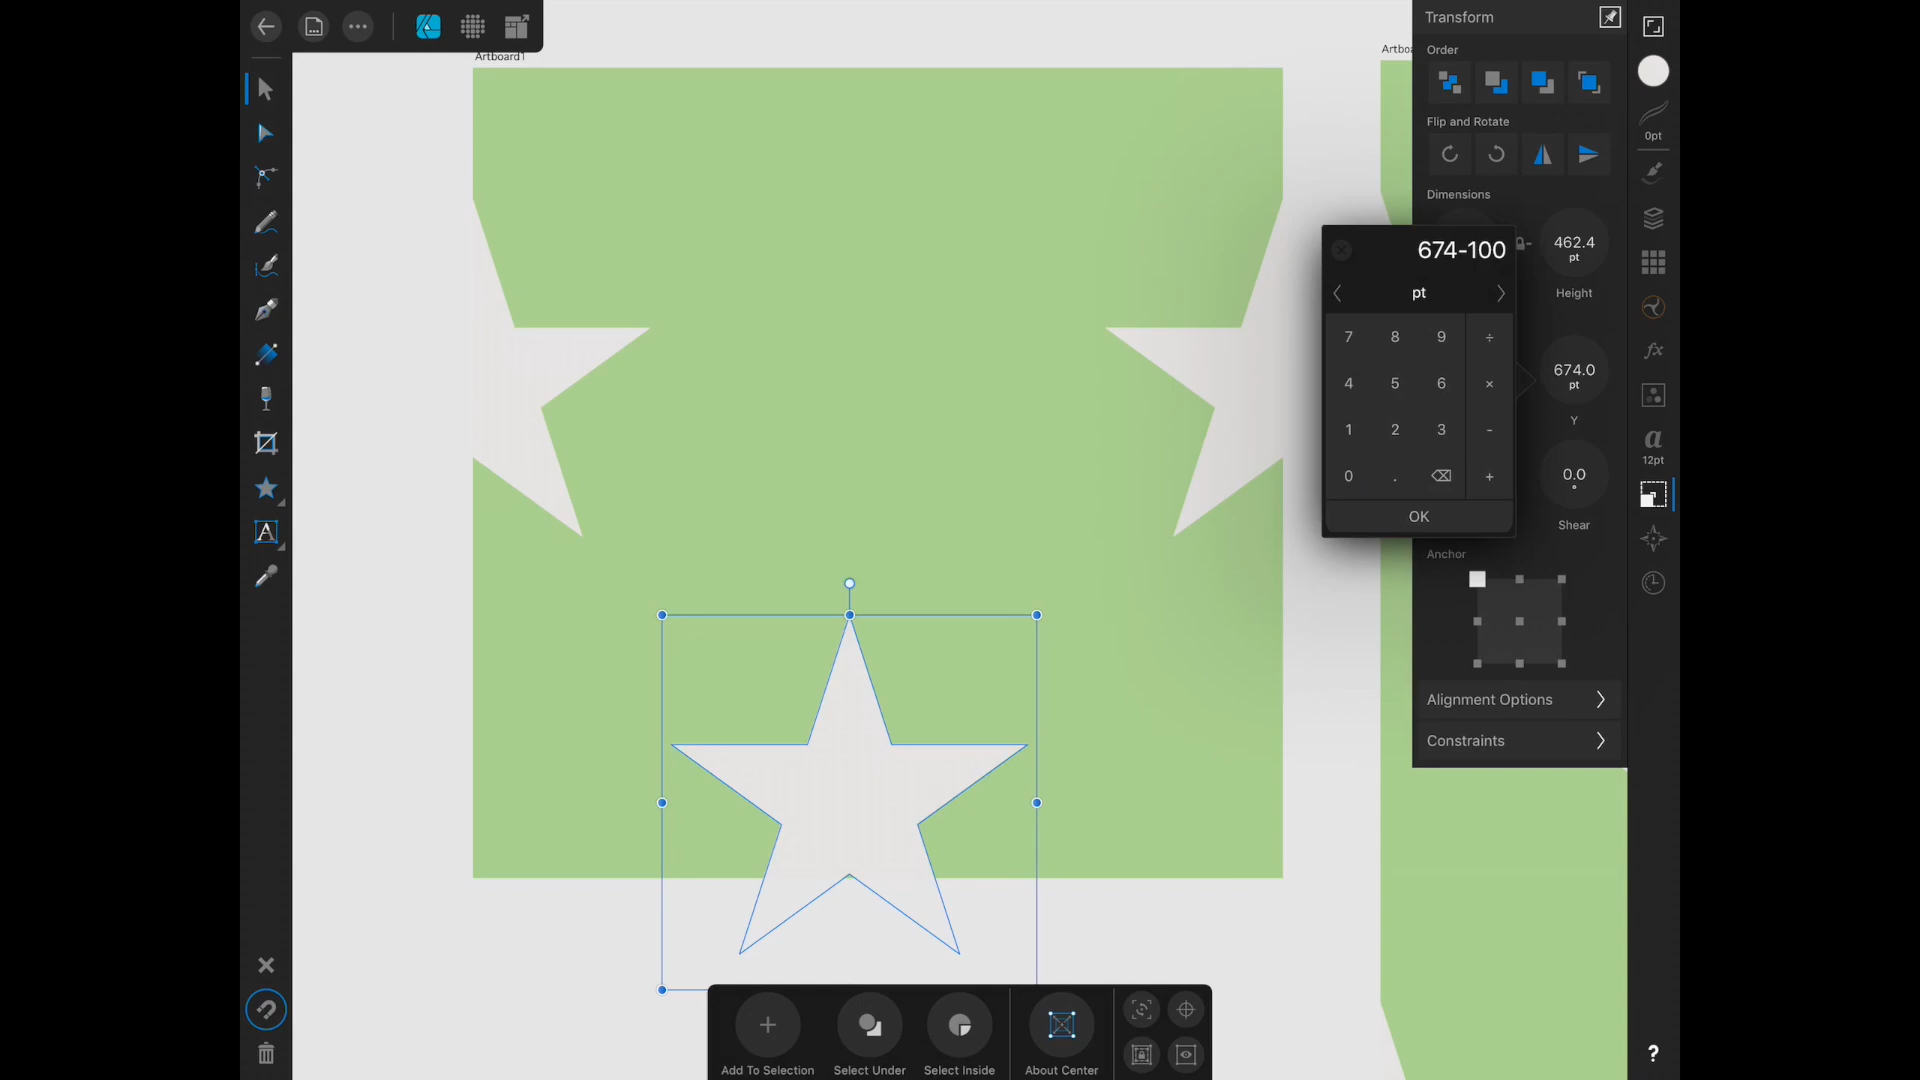 Artboard1
Artbo
Transform
Order
0pt
Flip and Rotate
Dimensions
674-100
pt
462.4
pt
Height
7 8 9 ÷
4 5 6 ×
1 2 3 -
0 . +
OK
674.0
pt
Y
a
12pt
0.0
°
Shear
fx
Anchor
Alignment Options
Constraints
A
Add To Selection
Select Under
Select Inside
About Center
?